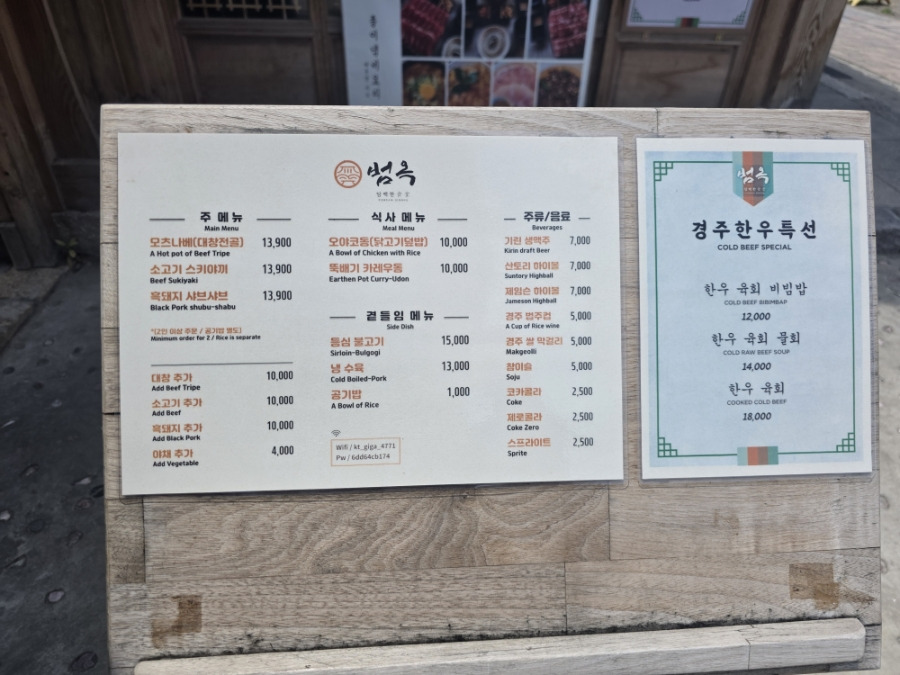 범옥
주 메뉴
Main Menu
모츠나베(대창전골) 13,900
A Hot pot of Beef Tripe
소고기 스키야끼 13,900
Beef Sukiyaki
흑돼지 샤브샤브 13,900
Black Pork shubu-shabu
*(2인 이상 주문 / 공기밥 별도)
Minimum order for 2 / Rice is separate
대창 추가 10,000
Add Beef Tripe
소고기 추가 10,000
Add Beef
흑돼지 추가 10,000
Add Black Pork
야채 추가 4,000
Add Vegetable
식사 메뉴
Meal Menu
오야코동(닭고기덮밥) 10,000
A Bowl of Chicken with Rice
뚝배기 카레우동 10,000
Earthen Pot Curry-Udon
곁들임 메뉴
Side Dish
등심 불고기 15,000
Sirloin-Bulgogi
냉 수육 13,000
Cold Boiled-Pork
공기밥 1,000
A Bowl of Rice
Wifi / kt_giga_4771
Pw / 6dd64cb174
주류/음료
Beverages
기린 생맥주 7,000
Kirin draft Beer
산토리 하이볼 7,000
Suntory Highball
제임슨 하이볼 7,000
Jameson Highball
경주 법주컵 5,000
A Cup of Rice wine
경주 쌀 막걸리 5,000
Makgeolli
참이슬 5,000
Soju
코카콜라 2,500
Coke
제로콜라 2,500
Coke Zero
스프라이트 2,500
Sprite
범옥
경주한우특선
COLD BEEF SPECIAL
한우 육회 비빔밥
COLD BEEF BIBIMBAP
12,000
한우 육회 물회
COLD RAW BEEF SOUP
14,000
한우 육회
COOKED COLD BEEF
18,000